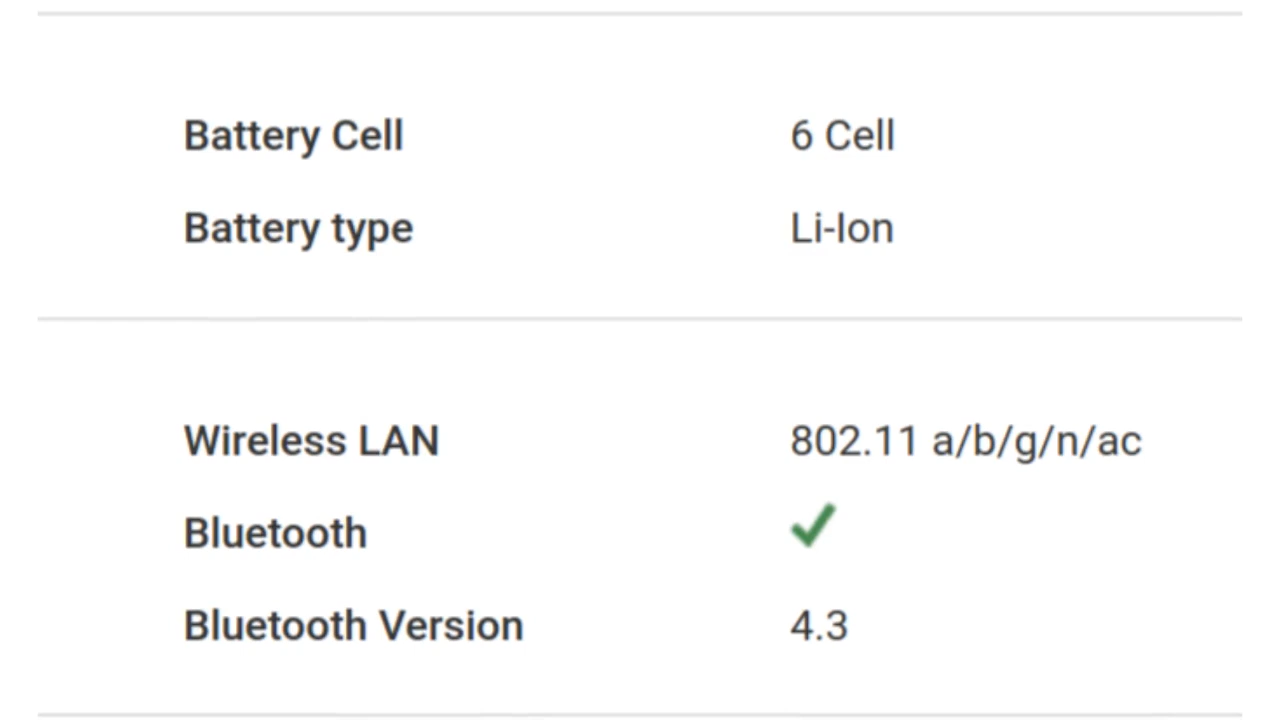 Battery Cell 6 Cell
Battery type Li-Ion
Wireless LAN 802.11 a/b/g/n/ac
Bluetooth
Bluetooth Version 4.3